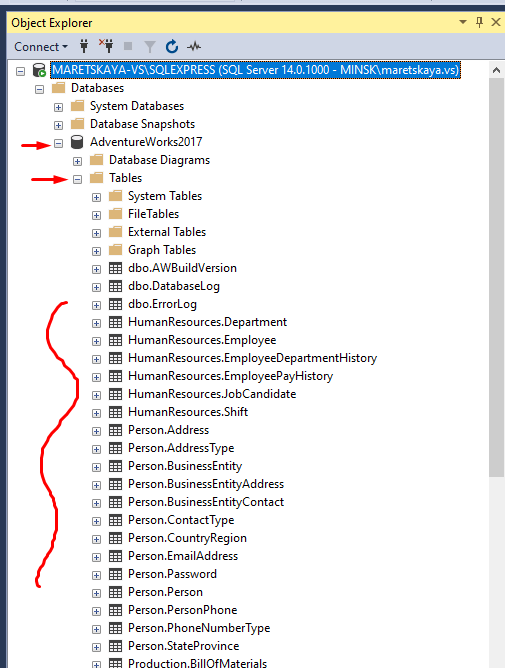 Object Explorer
Connect
MARETSKAYA-VS\SQLEXPRESS (SQL Server 14.0.1000 - MINSK\maretskaya.vs)
Databases
System Databases
Database Snapshots
AdventureWorks2017
Database Diagrams
Tables
System Tables
FileTables
External Tables
Graph Tables
dbo.AWBuildVersion
dbo.DatabaseLog
dbo.ErrorLog
HumanResources.Department
HumanResources.Employee
HumanResources.EmployeeDepartmentHistory
HumanResources.EmployeePayHistory
HumanResources.JobCandidate
HumanResources.Shift
Person.Address
Person.AddressType
Person.BusinessEntity
Person.BusinessEntityAddress
Person.BusinessEntityContact
Person.ContactType
Person.CountryRegion
Person.EmailAddress
Person.Password
Person.Person
Person.PersonPhone
Person.PhoneNumberType
Person.StateProvince
Production.BillOfMaterials